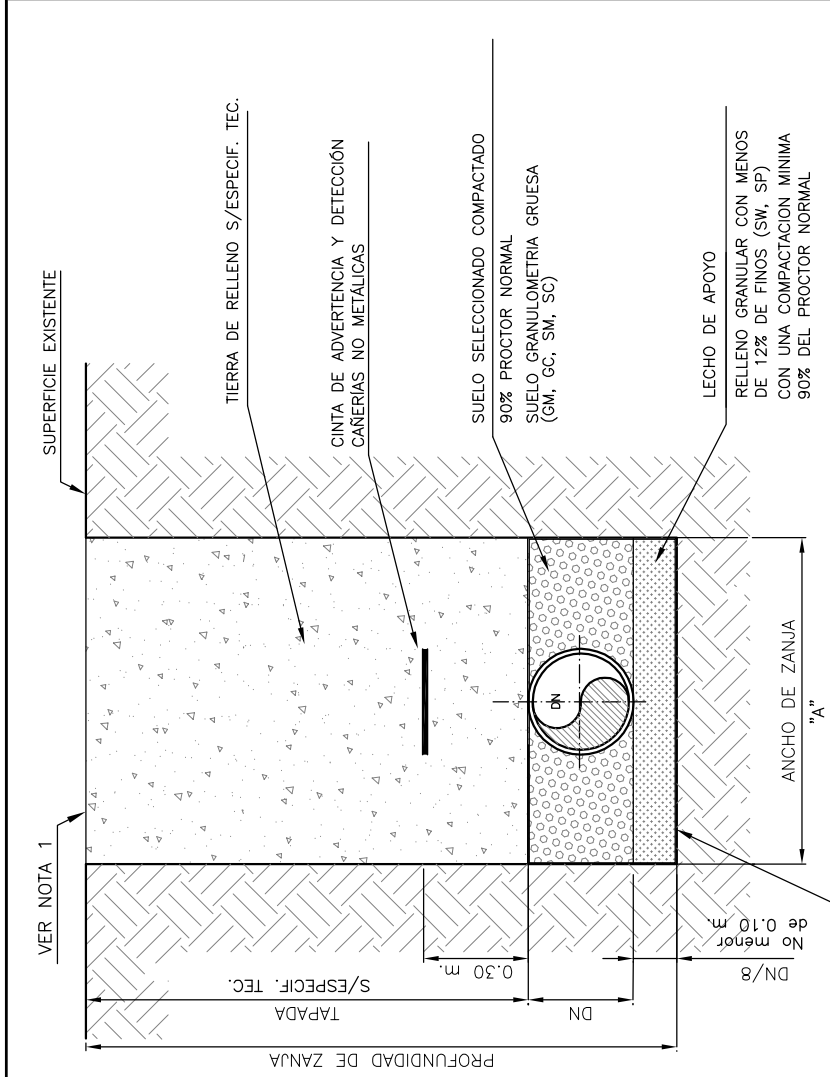 VER NOTA 1
SUPERFICIE EXISTENTE
TIERRA DE RELLENO S/ESPECIF. TEC.
CINTA DE ADVERTENCIA Y DETECCIÓN
CAÑERÍAS NO METÁLICAS
SUELO SELECCIONADO COMPACTADO
90% PROCTOR NORMAL
SUELO GRANULOMETRIA GRUESA
(GM, GC, SM, SC)
LECHO DE APOYO
RELLENO GRANULAR CON MENOS
DE 12% DE FINOS (SW, SP)
CON UNA COMPACTACION MINIMA
90% DEL PROCTOR NORMAL
PROFUNDIDAD DE ZANJA
TAPADA
S/ESPECIF. TEC.
0.30 m.
DN
DN
DN/8
No menor
de 0.10 m.
ANCHO DE ZANJA
"A"